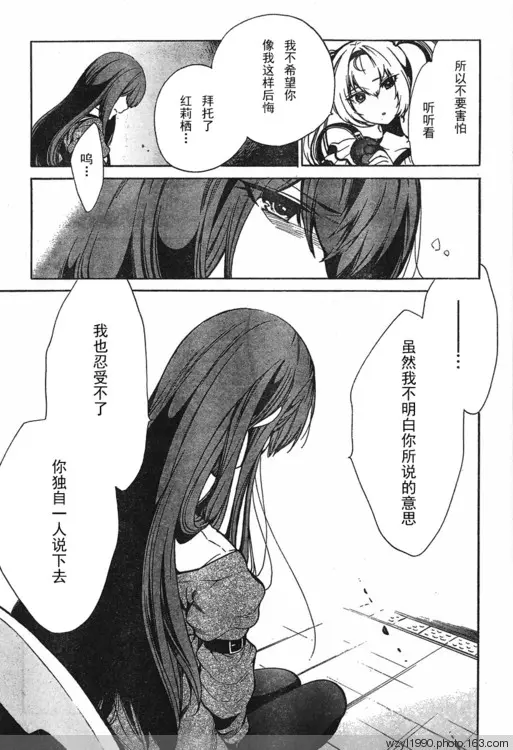 所以不要害怕
听听看
我不希望你
像我这样后悔
拜托了
红莉栖
呜…
——…
虽然我不明白你所说的意思
我也忍受不了
你独自一人说下去
www.wzyl1990.photo.163.com